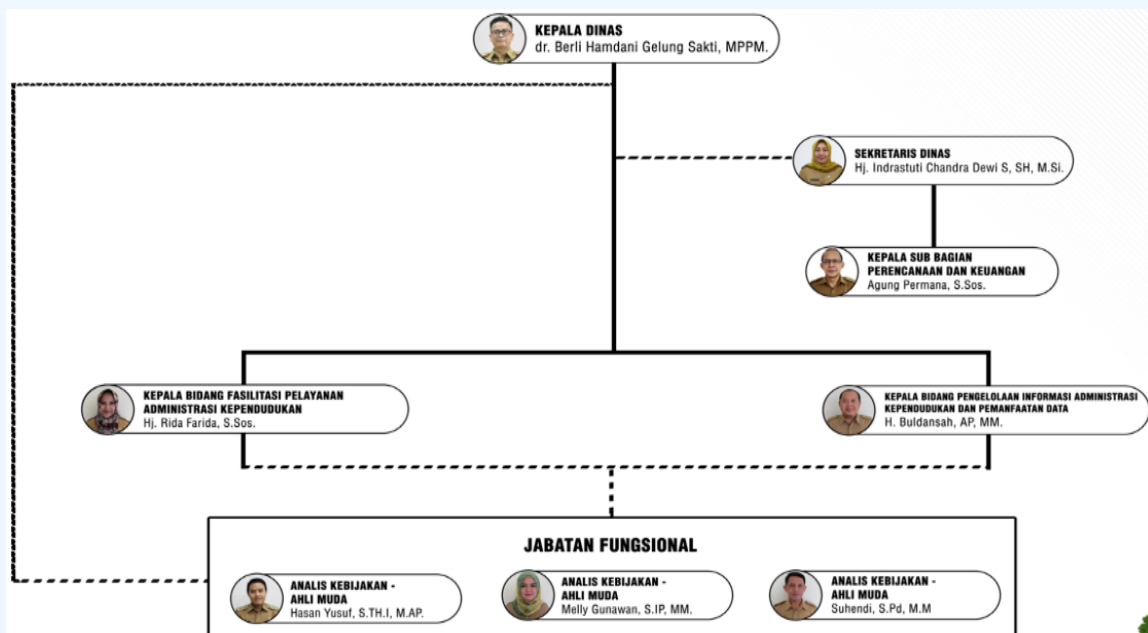 KEPALA DINAS
dr. Berli Hamdani Gelung Sakti, MPPM.
SEKRETARIS DINAS
Hj. Indrastuti Chandra Dewi S, SH, M.Si.
KEPALA SUB BAGIAN
PERENCANAAN DAN KEUANGAN
Agung Permana, S.Sos.
KEPALA BIDANG FASILITASI PELAYANAN
ADMINISTRASI KEPENDUDUKAN
Hj. Rida Farida, S.Sos.
KEPALA BIDANG PENGELOLAAN INFORMASI ADMINISTRASI
KEPENDUDUKAN DAN PEMANFAATAN DATA
H. Buldansah, AP, MM.
JABATAN FUNGSIONAL
ANALIS KEBIJAKAN -
AHLI MUDA
Hasan Yusuf, S.TH.I, M.AP.
ANALIS KEBIJAKAN -
AHLI MUDA
Melly Gunawan, S.IP, MM.
ANALIS KEBIJAKAN -
AHLI MUDA
Suhendi, S.Pd, M.M